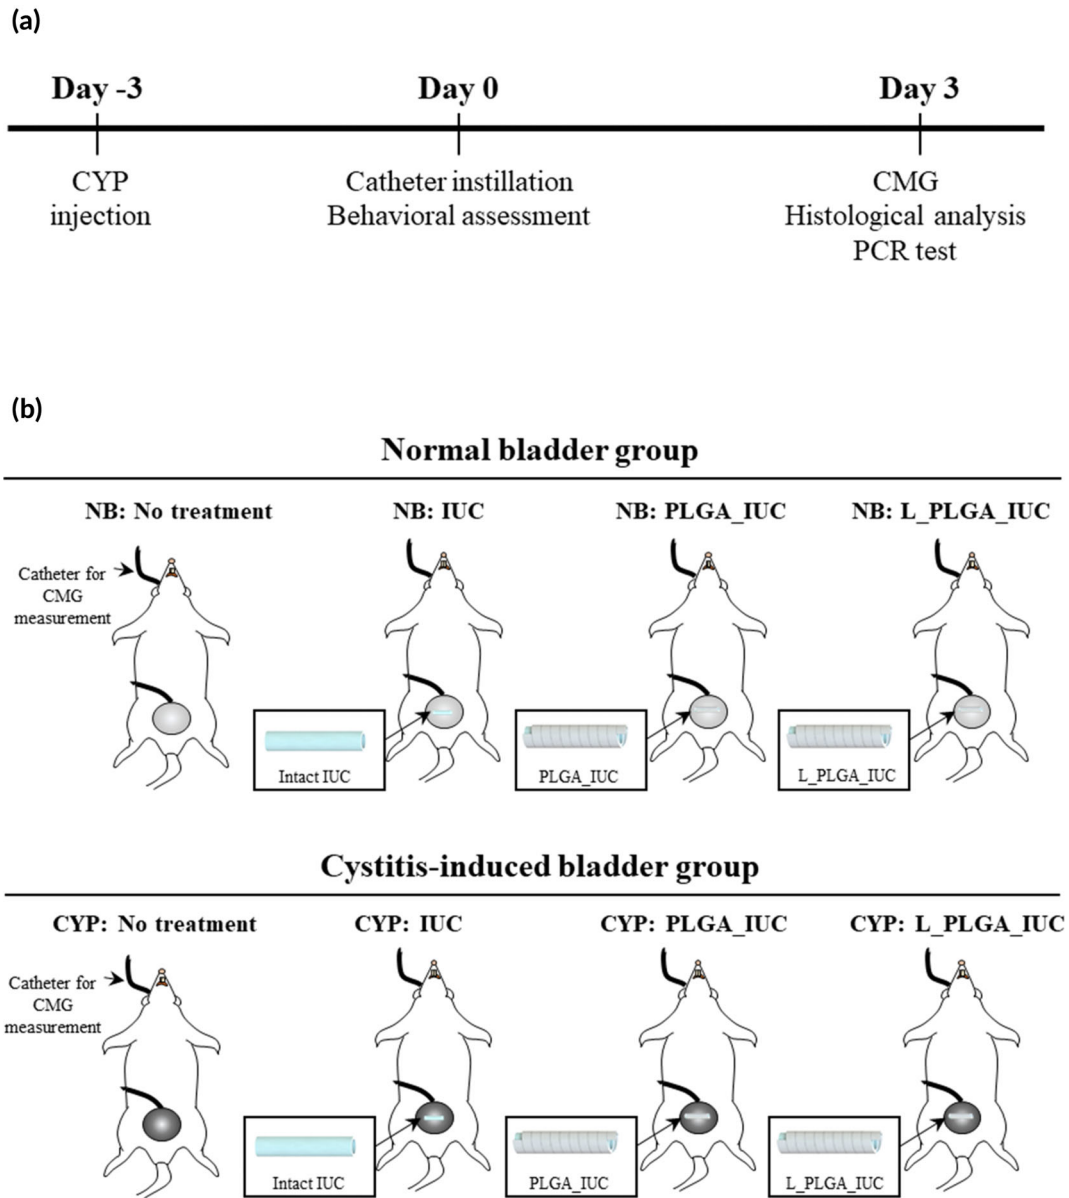 (a)
Day -3
Day 0
Day 3
CYP
injection
Catheter instillation
Behavioral assessment
CMG
Histological analysis
PCR test
(b)
Normal bladder group
NB: No treatment
NB: IUC
NB: PLGA_IUC
NB: L_PLGA_IUC
Catheter for
CMG
measurement
Intact IUC
PLGA_IUC
L_PLGA_IUC
Cystitis-induced bladder group
CYP: No treatment
CYP: IUC
CYP: PLGA_IUC
CYP: L_PLGA_IUC
Catheter for
CMG
measurement
Intact IUC
PLGA_IUC
L_PLGA_IUC